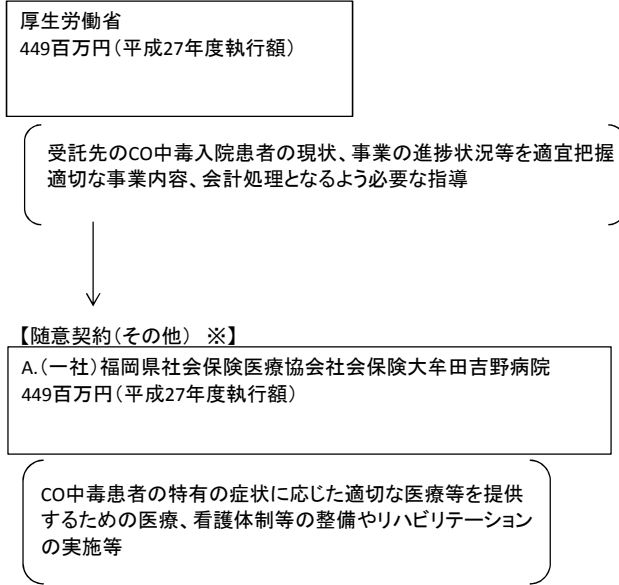 厚生労働省
449百万円(平成27年度執行額)
受託先のCO中毒入院患者の現状、事業の進捗状況等を適宜把握
適切な事業内容、会計処理となるよう必要な指導
【随意契約(その他) ※】
A.(一社)福岡県社会保険医療協会社会保険大牟田吉野病院
449百万円(平成27年度執行額)
CO中毒患者の特有の症状に応じた適切な医療等を提供
するための医療、看護体制等の整備やリハビリテーション
の実施等